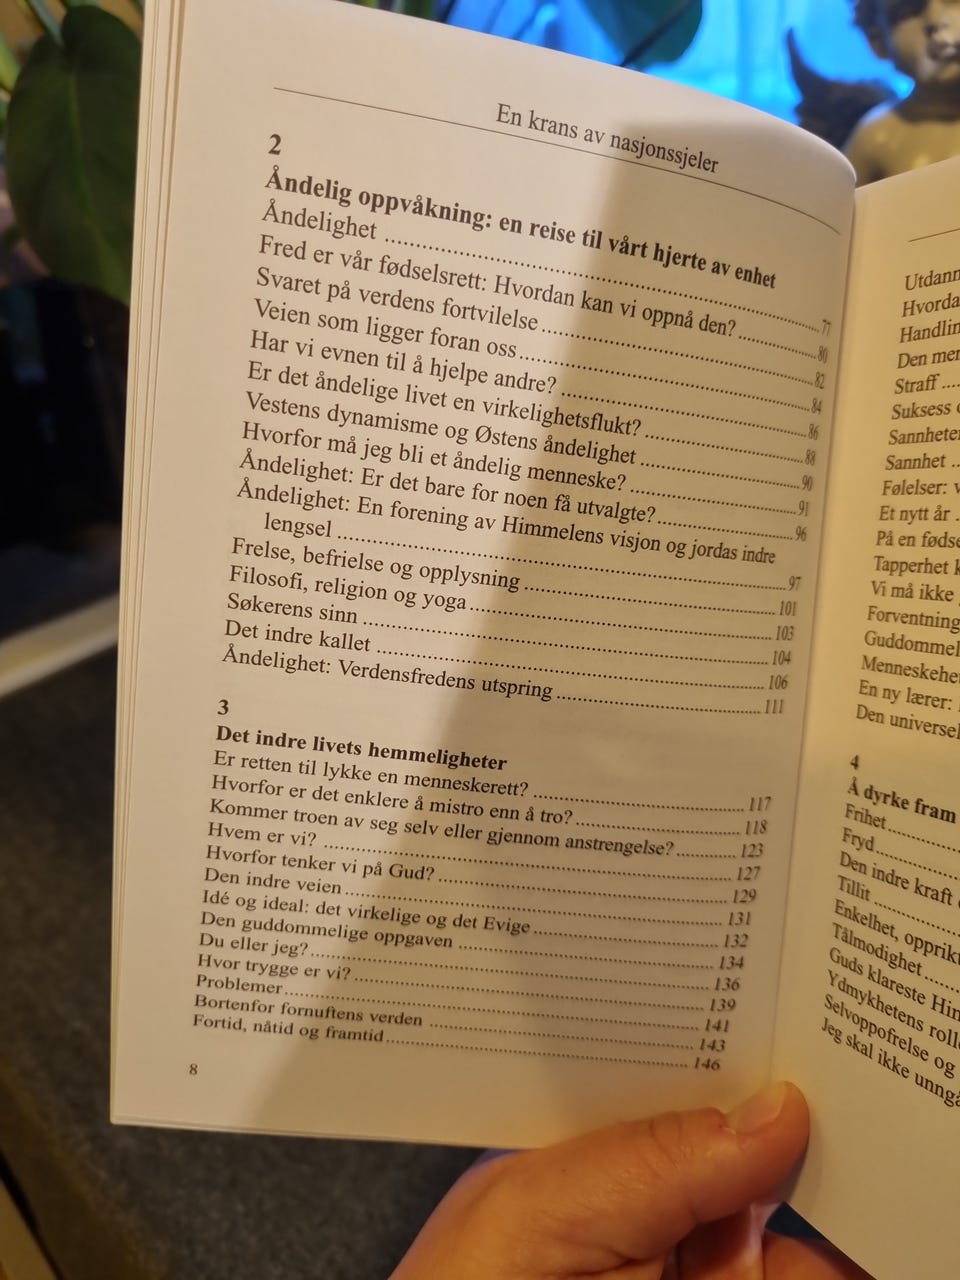 En krans av nasjonssjeler
2
Åndelig oppvåkning: en reise til vårt hjerte av enhet
Åndelighet ........ 77
Fred er vår fødselsrett: Hvordan kan vi oppnå den? ........ 80
Svaret på verdens fortvilelse ........ 82
Veien som ligger foran oss ........ 84
Har vi evnen til å hjelpe andre? ........ 86
Er det åndelige livet en virkelighetsflukt? ........ 88
Vestens dynamisme og Østens åndelighet ........ 90
Hvorfor må jeg bli et åndelig menneske? ........ 91
Åndelighet: Er det bare for noen få utvalgte? ........ 96
Åndelighet: En forening av Himmelens visjon og jordas indre
lengsel ........ 97
Frelse, befrielse og opplysning ........ 101
Filosofi, religion og yoga ........ 103
Søkerens sinn ........ 104
Det indre kallet ........ 106
Åndelighet: Verdensfredens utspring ........ 111
3
Det indre livets hemmeligheter
Er retten til lykke en menneskerett? ........ 117
Hvorfor er det enklere å mistro enn å tro? ........ 118
Kommer troen av seg selv eller gjennom anstrengelse? ........ 123
Hvem er vi? ........ 127
Hvorfor tenker vi på Gud? ........ 129
Den indre veien ........ 131
Idé og ideal: det virkelige og det Evige ........ 132
Den guddommelige oppgaven ........ 134
Du eller jeg? ........ 136
Hvor trygge er vi? ........ 139
Problemer ........ 141
Bortenfor fornuftens verden ........ 143
Fortid, nåtid og framtid ........ 146
8
Utdann
Hvorda
Handlin
Den mer
Straff ....
Suksess
Sannheter
Sannhet ..
Følelser: v
Et nytt år .
På en fødse
Tapperhet k
Vi må ikke
Forventning
Guddommel
Menneskehet
En ny lærer:
Den universel
4
Å dyrke fram
Frihet ........
Fryd ........
Den indre kraft
Tillit ........
Enkelhet, opprikt
Tålmodighet ........
Guds klareste Him
Ydmykhetens roll
Selvoppofrelse og
Jeg skal ikke unngå